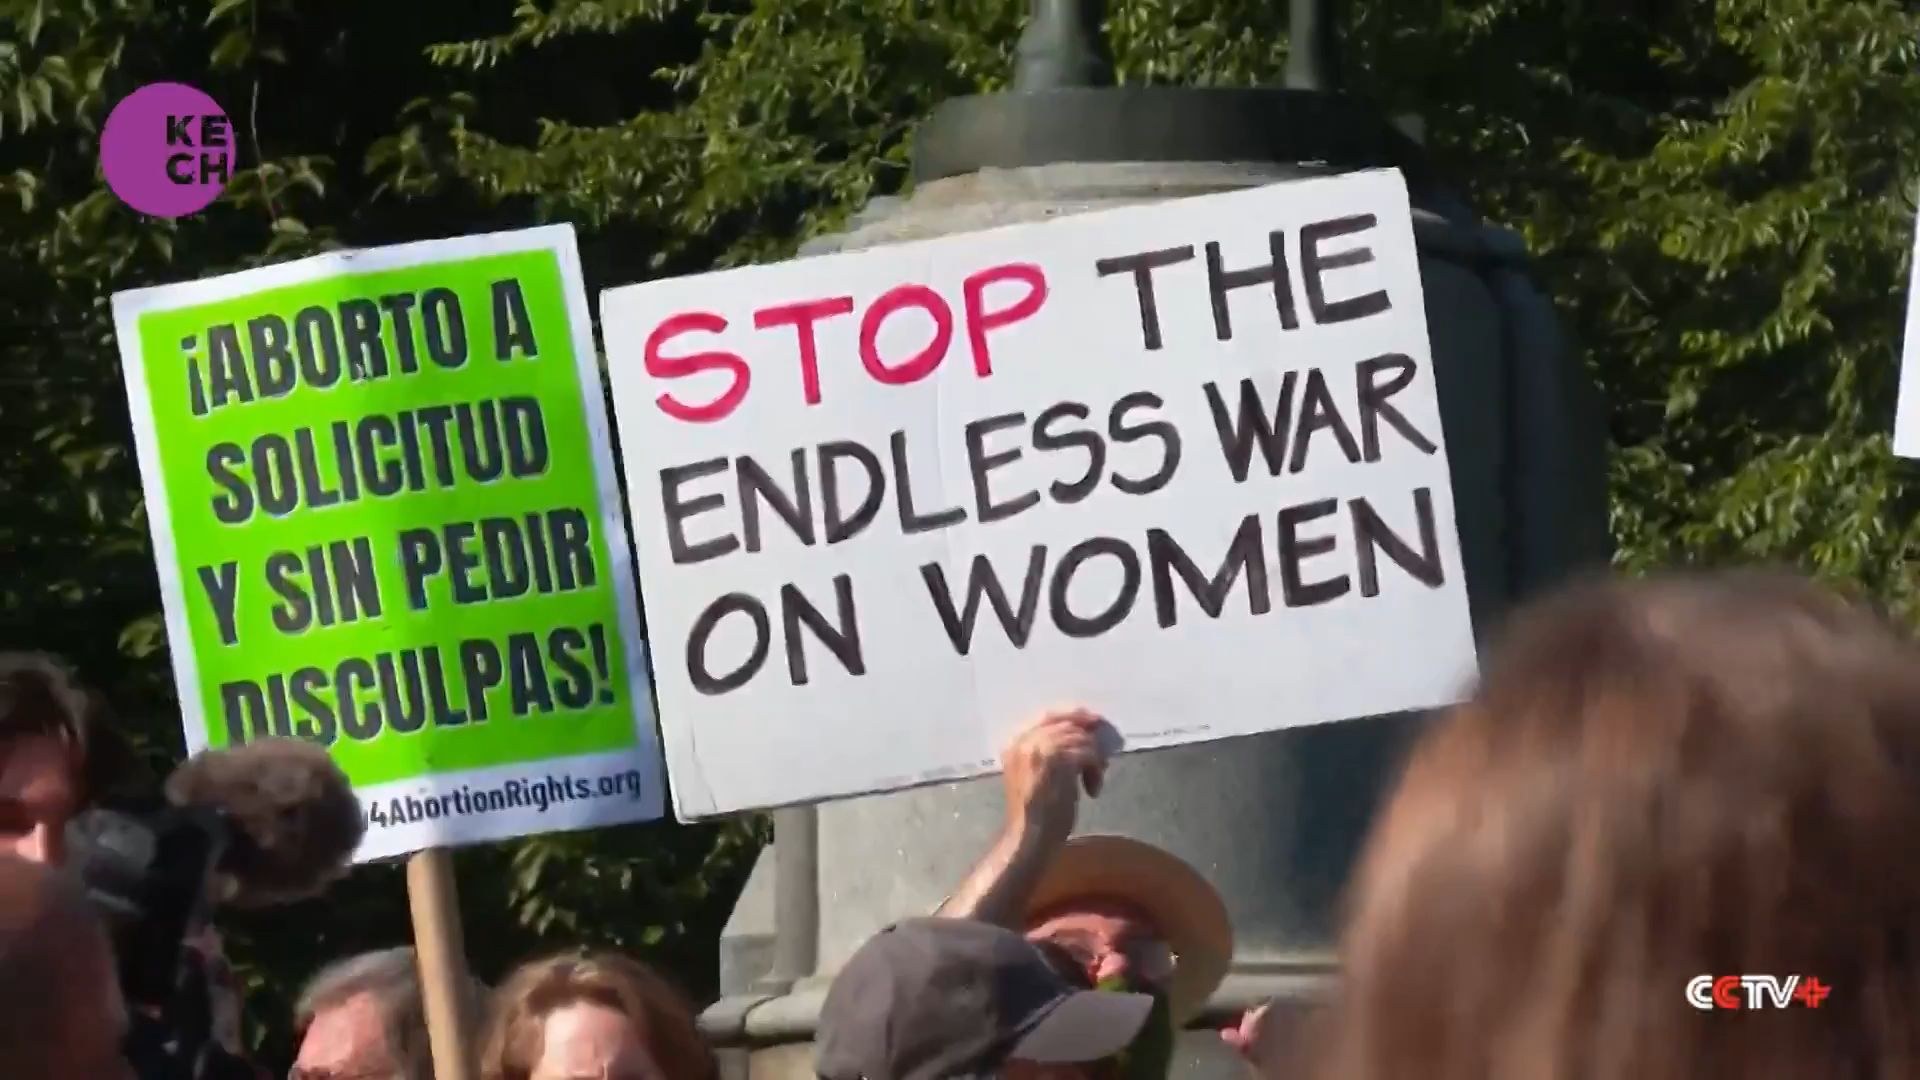 KE
CH
¡ABORTO A
SOLICITUD
Y SIN PEDIR
DISCULPAS!
4AbortionRights.org
STOP THE
ENDLESS WAR
ON WOMEN
CCTV+